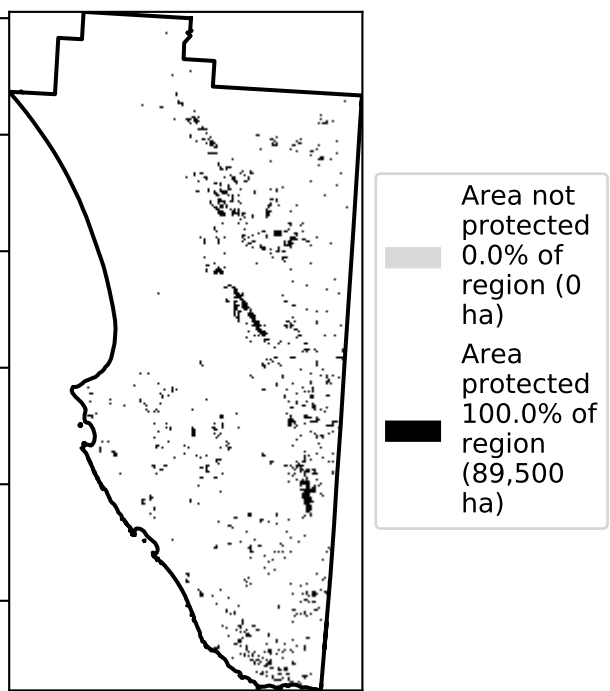 Area not
protected
0.0% of
region (0
ha)
Area
protected
100.0% of
region
(89,500
ha)